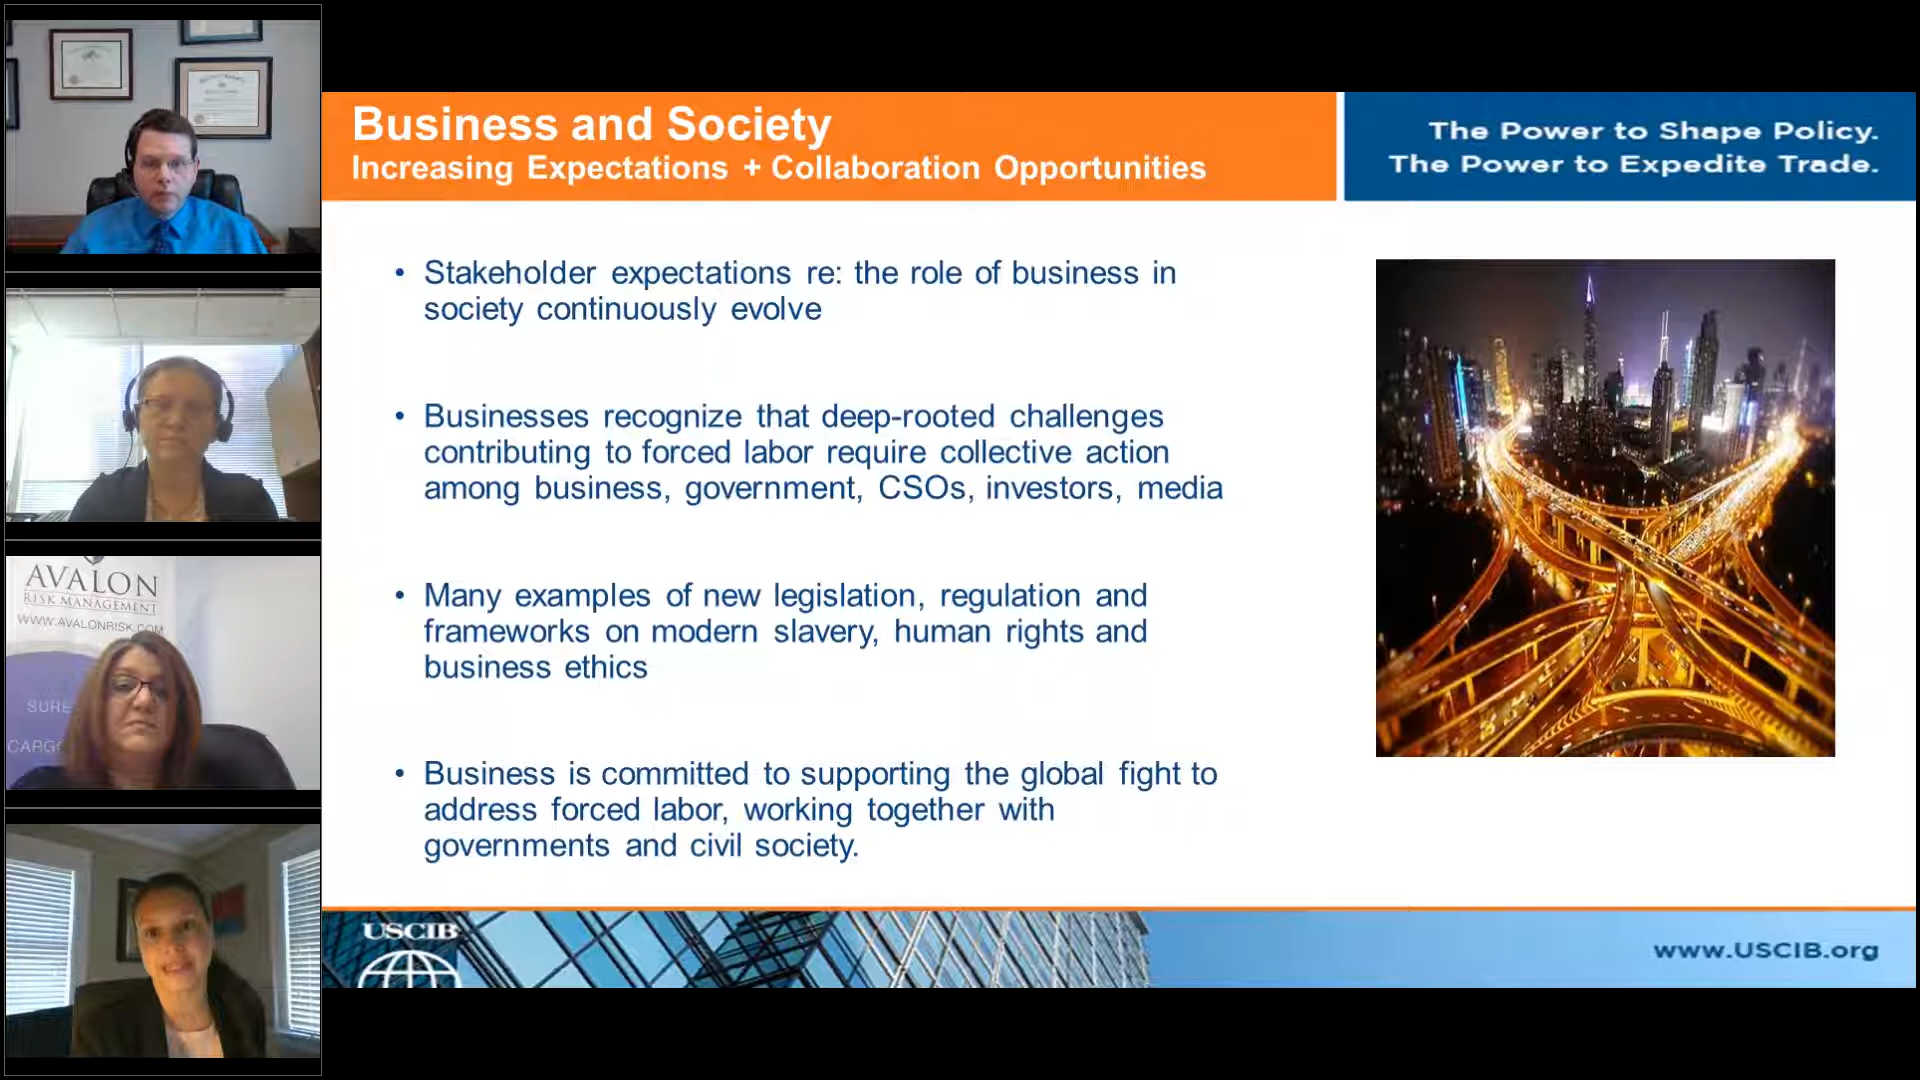 Business and Society
Increasing Expectations + Collaboration Opportunities
The Power to Shape Policy.
The Power to Expedite Trade.
• Stakeholder expectations re: the role of business in
society continuously evolve
• Businesses recognize that deep-rooted challenges
contributing to forced labor require collective action
among business, government, CSOs, investors, media
• Many examples of new legislation, regulation and
frameworks on modern slavery, human rights and
business ethics
• Business is committed to supporting the global fight to
address forced labor, working together with
governments and civil society.
USCIB
www.USCIB.org
AVALON
RISK MANAGEMENT
WWW.AVALONRISK.COM
SURE
CARG